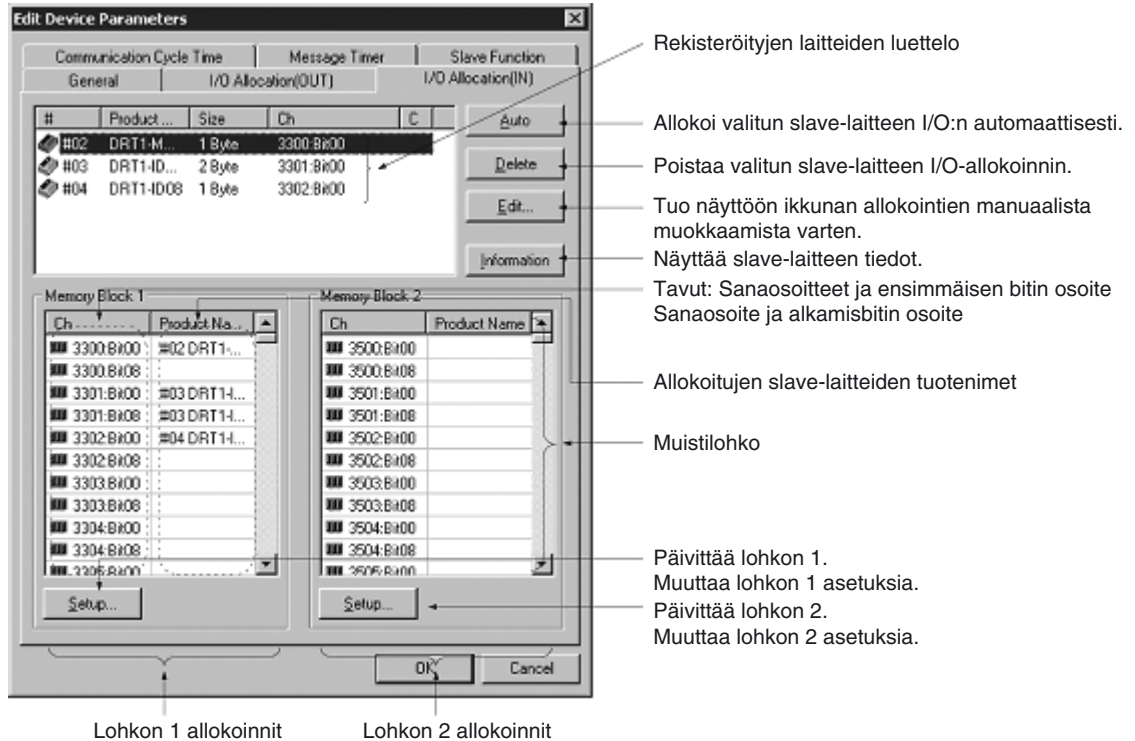 Edit Device Parameters
Communication Cycle Time Message Timer Slave Function
General I/O Allocation(OUT) I/O Allocation(IN)
# Product ... Size Ch C
#02 DRT1-M... 1 Byte 3300:Bit00
#03 DRT1-ID... 2 Byte 3301:Bit00
#04 DRT1-ID08 1 Byte 3302:Bit00
Auto
Delete
Edit...
Information
Rekisteröityjen laitteiden luettelo
Allokoi valitun slave-laitteen I/O:n automaattisesti.
Poistaa valitun slave-laitteen I/O-allokoinnin.
Tuo näyttöön ikkunan allokointien manuaalista
muokkaamista varten.
Näyttää slave-laitteen tiedot.
Tavut: Sanaosoitteet ja ensimmäisen bitin osoite
Sanaosoite ja alkamisbitin osoite
Allokoitujen slave-laitteiden tuotenimet
Muistilohko
Päivittää lohkon 1.
Muuttaa lohkon 1 asetuksia.
Päivittää lohkon 2.
Muuttaa lohkon 2 asetuksia.
Memory Block 1
Ch Product Na...
3300:Bit00 #02 DRT1-...
3300:Bit08
3301:Bit00 #03 DRT1-I...
3301:Bit08 #03 DRT1-I...
3302:Bit00 #04 DRT1-I...
3302:Bit08
3303:Bit00
3303:Bit08
3304:Bit00
3304:Bit08
3305:Bit00
Setup...
Memory Block 2
Ch Product Name
3500:Bit00
3500:Bit08
3501:Bit00
3501:Bit08
3502:Bit00
3502:Bit08
3503:Bit00
3503:Bit08
3504:Bit00
3504:Bit08
3505:Bit00
Setup...
OK Cancel
Lohkon 1 allokoinnit Lohkon 2 allokoinnit